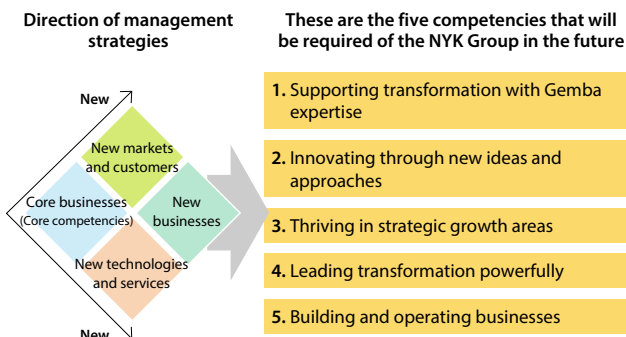 Direction of management
strategies
New
New markets
and customers
Core businesses
(Core competencies)
New
businesses
New technologies
and services
New
These are the five competencies that will
be required of the NYK Group in the future
1. Supporting transformation with Gemba
expertise
2. Innovating through new ideas and
approaches
3. Thriving in strategic growth areas
4. Leading transformation powerfully
5. Building and operating businesses